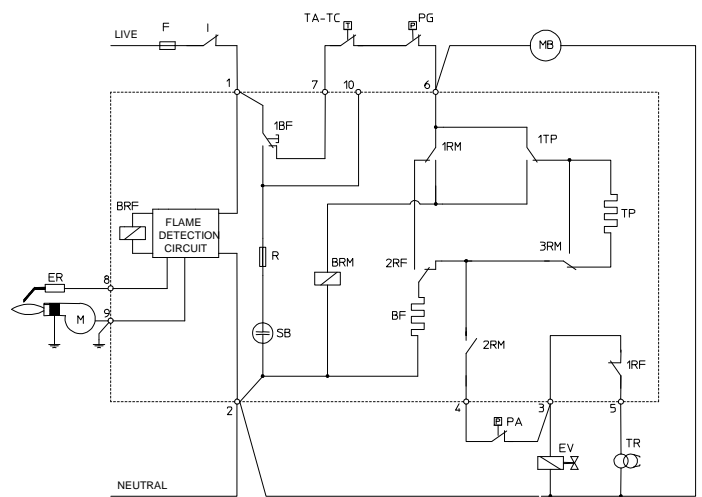 TA-TC PG
F I
LIVE
T P
MB
1 7 10 6
1BF
1RM 1TP
BRF
FLAME
DETECTION
CIRCUIT
TP
3RM
R BRM 2RF
ER 8
BF
M 9
SB
2RM
1RF
2 4 3 5
P PA
EV TR
NEUTRAL